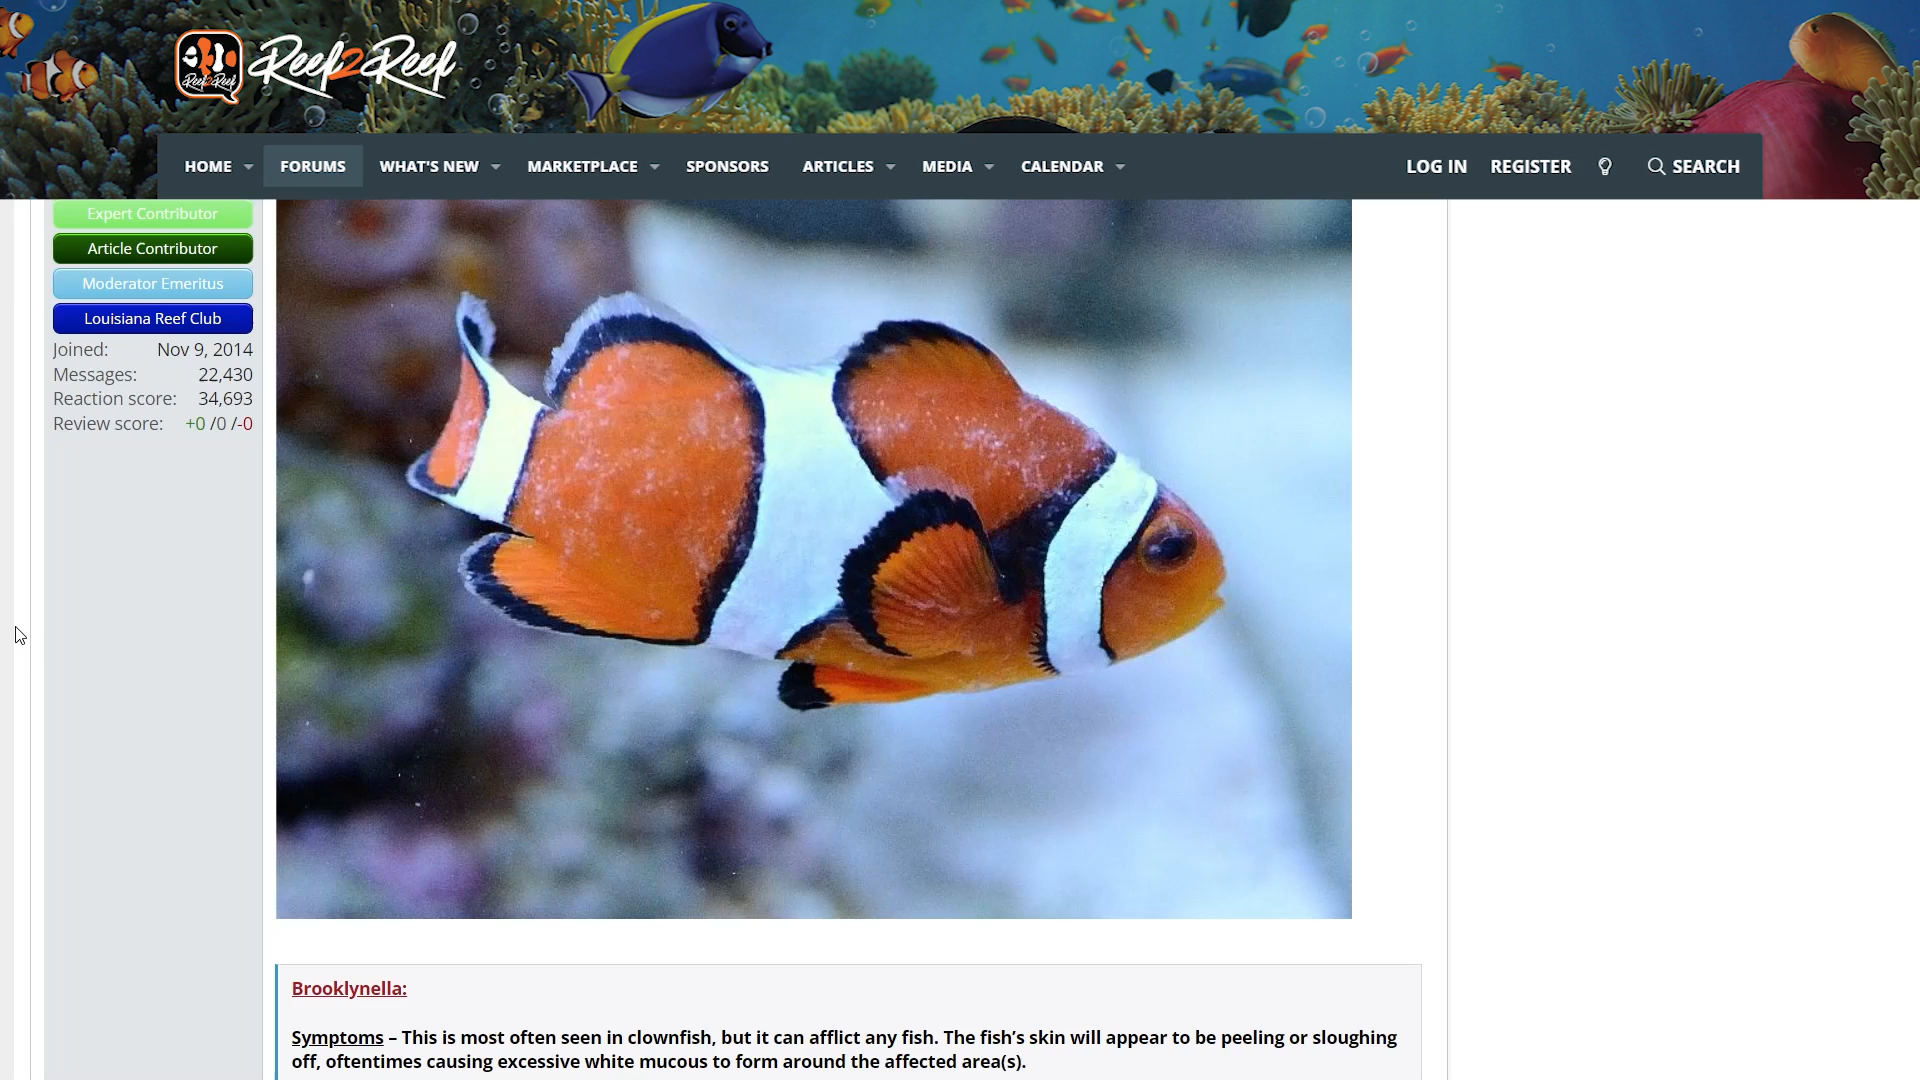 Reef2Reef
Reef2Reef
HOME
FORUMS
WHAT'S NEW
MARKETPLACE
SPONSORS
ARTICLES
MEDIA
CALENDAR
LOG IN
REGISTER
SEARCH
Expert Contributor
Article Contributor
Moderator Emeritus
Louisiana Reef Club
Joined: Nov 9, 2014
Messages: 22,430
Reaction score: 34,693
Review score: +0 /0 /-0
Brooklynella:
Symptoms – This is most often seen in clownfish, but it can afflict any fish. The fish’s skin will appear to be peeling or sloughing
off, oftentimes causing excessive white mucous to form around the affected area(s).